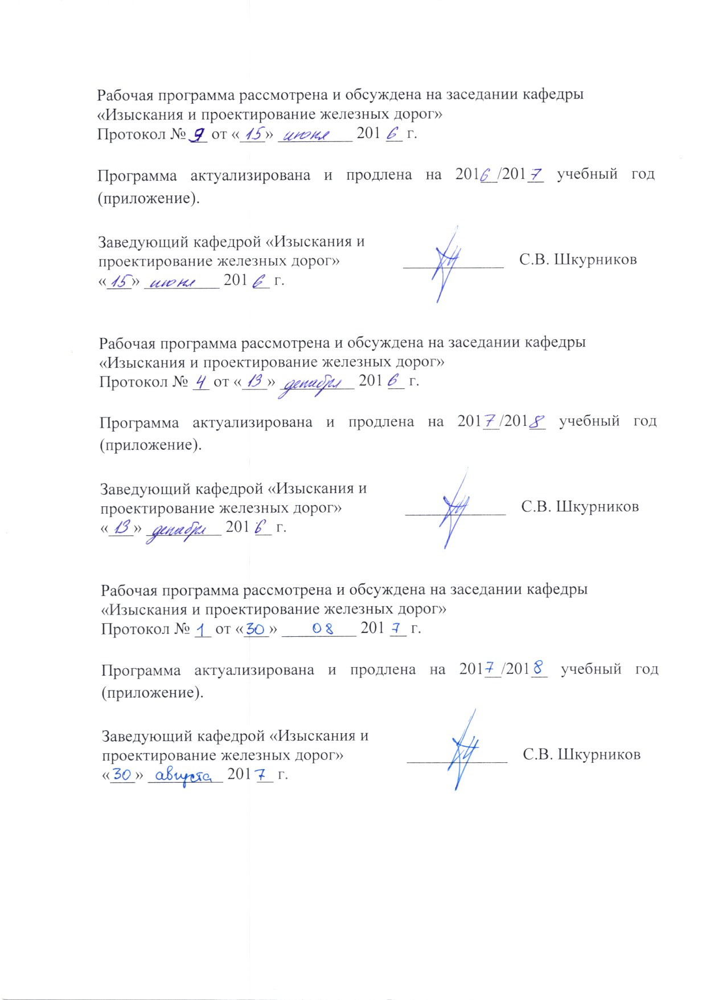 Рабочая программа рассмотрена и обсуждена на заседании кафедры
«Изыскания и проектирование железных дорог»
Протокол № 9 от «15» июня 2016 г.
Программа актуализирована и продлена на 2016/2017 учебный год
(приложение).
Заведующий кафедрой «Изыскания и
проектирование железных дорог» С.В. Шкурников
«15» июня 2016 г.
Рабочая программа рассмотрена и обсуждена на заседании кафедры
«Изыскания и проектирование железных дорог»
Протокол № 4 от «13» декабря 2016 г.
Программа актуализирована и продлена на 2017/2018 учебный год
(приложение).
Заведующий кафедрой «Изыскания и
проектирование железных дорог» С.В. Шкурников
«13» декабря 2016 г.
Рабочая программа рассмотрена и обсуждена на заседании кафедры
«Изыскания и проектирование железных дорог»
Протокол № 1 от «30» 08 2017 г.
Программа актуализирована и продлена на 2017/2018 учебный год
(приложение).
Заведующий кафедрой «Изыскания и
проектирование железных дорог» С.В. Шкурников
«30» августа 2017 г.